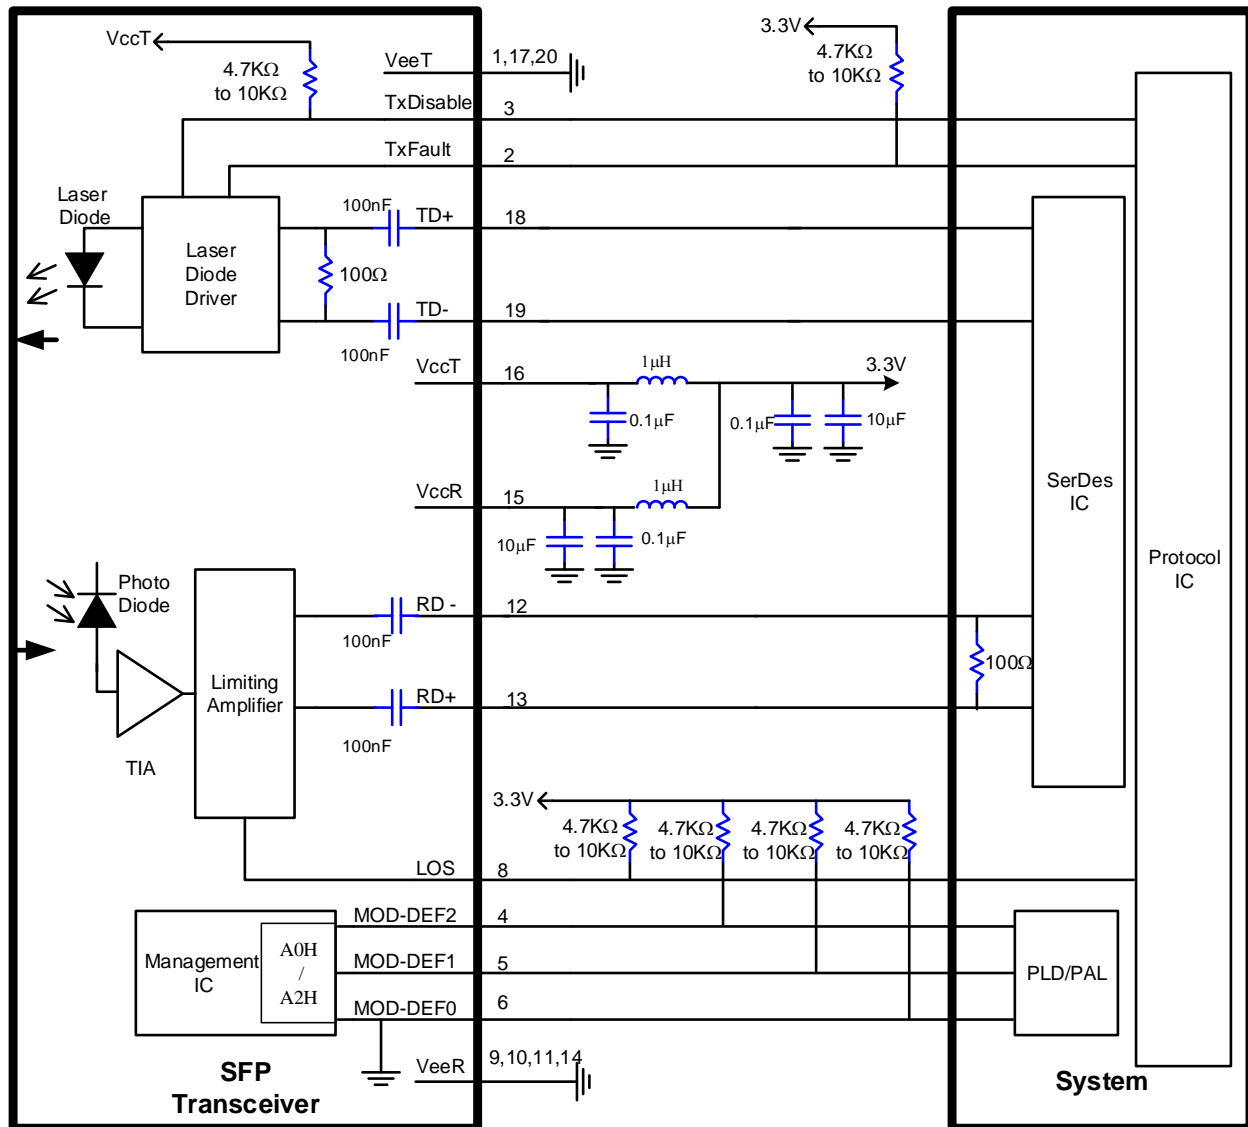 VccT
4.7KΩ
to 10KΩ
VeeT
1,17,20
3.3V
4.7KΩ
to 10KΩ
TxDisable
3
TxFault
2
Laser
Diode
Laser
Diode
Driver
100nF
TD+
18
100Ω
TD-
19
100nF
VccT
16
1μH
3.3V
0.1μF
0.1μF
10μF
VccR
15
1μH
10μF
0.1μF
SerDes
IC
Protocol
IC
Photo
Diode
TIA
Limiting
Amplifier
RD -
12
100nF
100Ω
RD+
13
100nF
3.3V
4.7KΩ
to 10KΩ
4.7KΩ
to 10KΩ
4.7KΩ
to 10KΩ
4.7KΩ
to 10KΩ
LOS
8
Management
IC
A0H
/
A2H
MOD-DEF2
4
MOD-DEF1
5
MOD-DEF0
6
PLD/PAL
VeeR
9,10,11,14
SFP
Transceiver
System